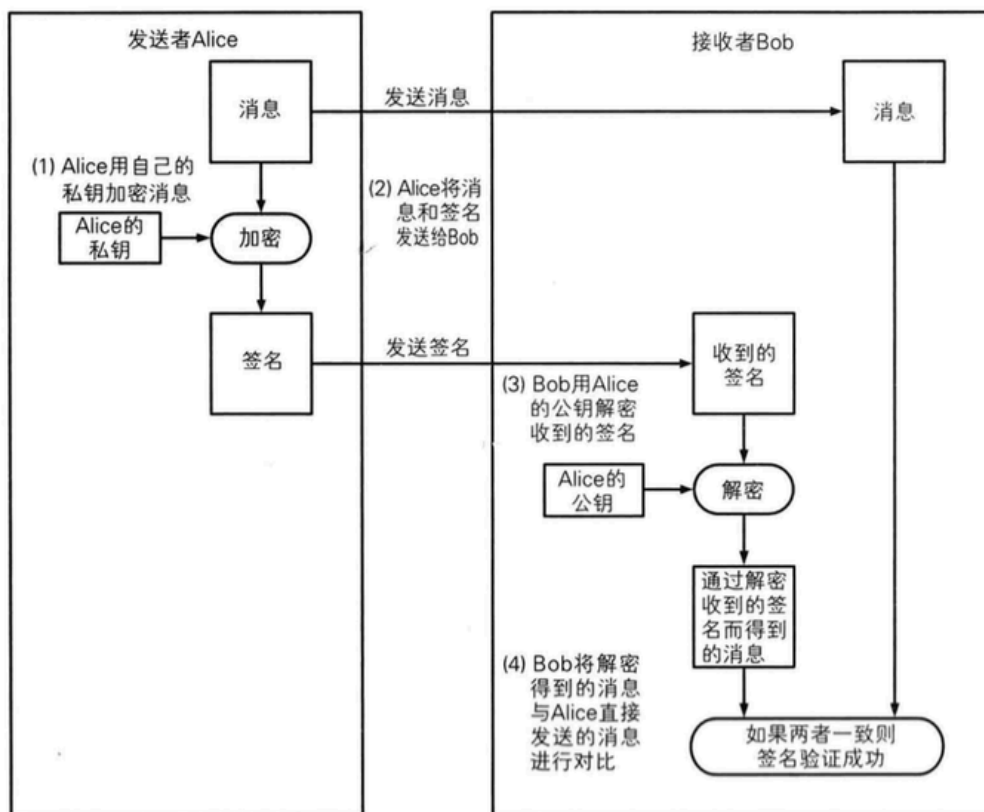 发送者Alice
接收者Bob
消息
发送消息
消息
(1) Alice用自己的
私钥加密消息
(2) Alice将消
息和签名
发送给Bob
Alice的
私钥
加密
签名
发送签名
收到的
签名
(3) Bob用Alice
的公钥解密
收到的签名
Alice的
公钥
解密
通过解密
收到的签
名而得到
的消息
(4) Bob将解密
得到的消息
与Alice直接
发送的消息
进行对比
如果两者一致则
签名验证成功